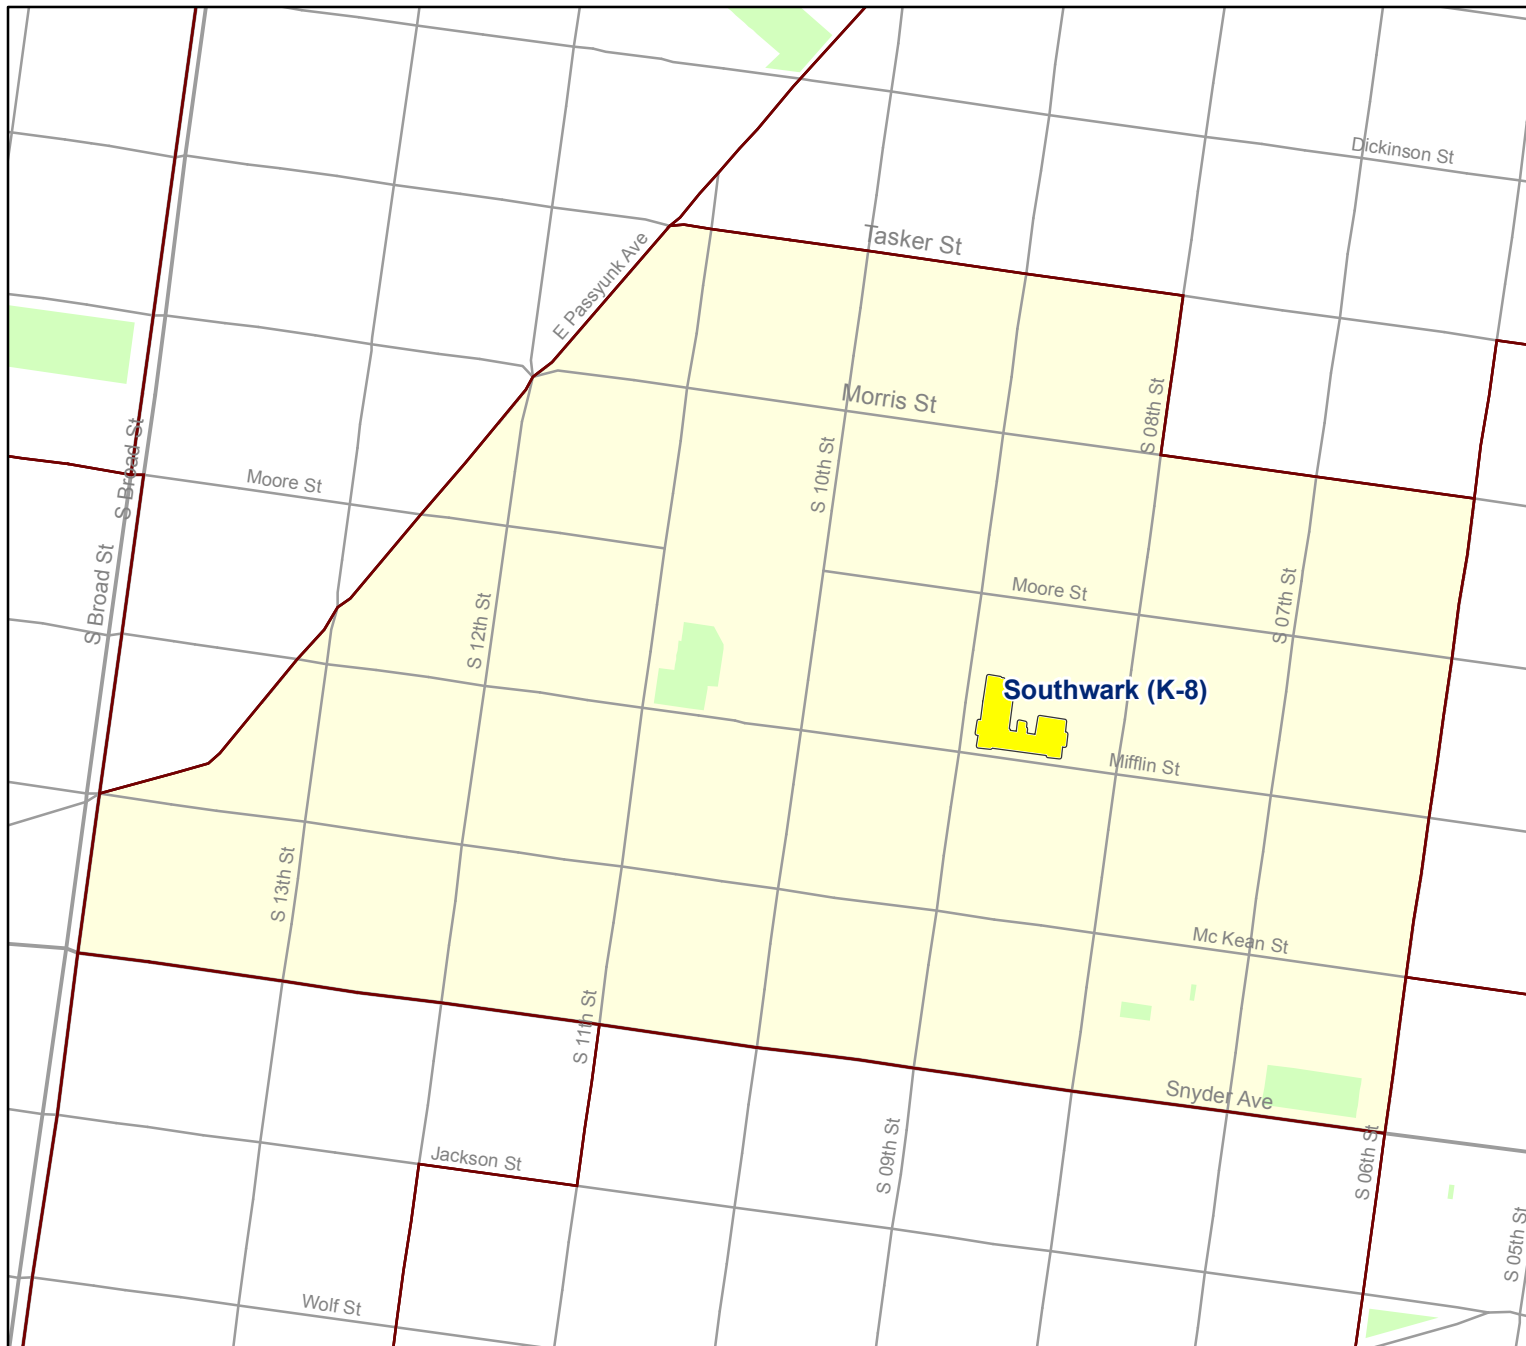 Dickinson St
Tasker St
E Passyunk Ave
Morris St
S 08th St
S Broad St
S 10th St
Moore St
S Broad St
Moore St
S 12th St
S 07th St
Southwark (K-8)
Mifflin St
S 13th St
Mc Kean St
S 11th St
Snyder Ave
Jackson St
S 09th St
S 06th St
S 05th St
Wolf St